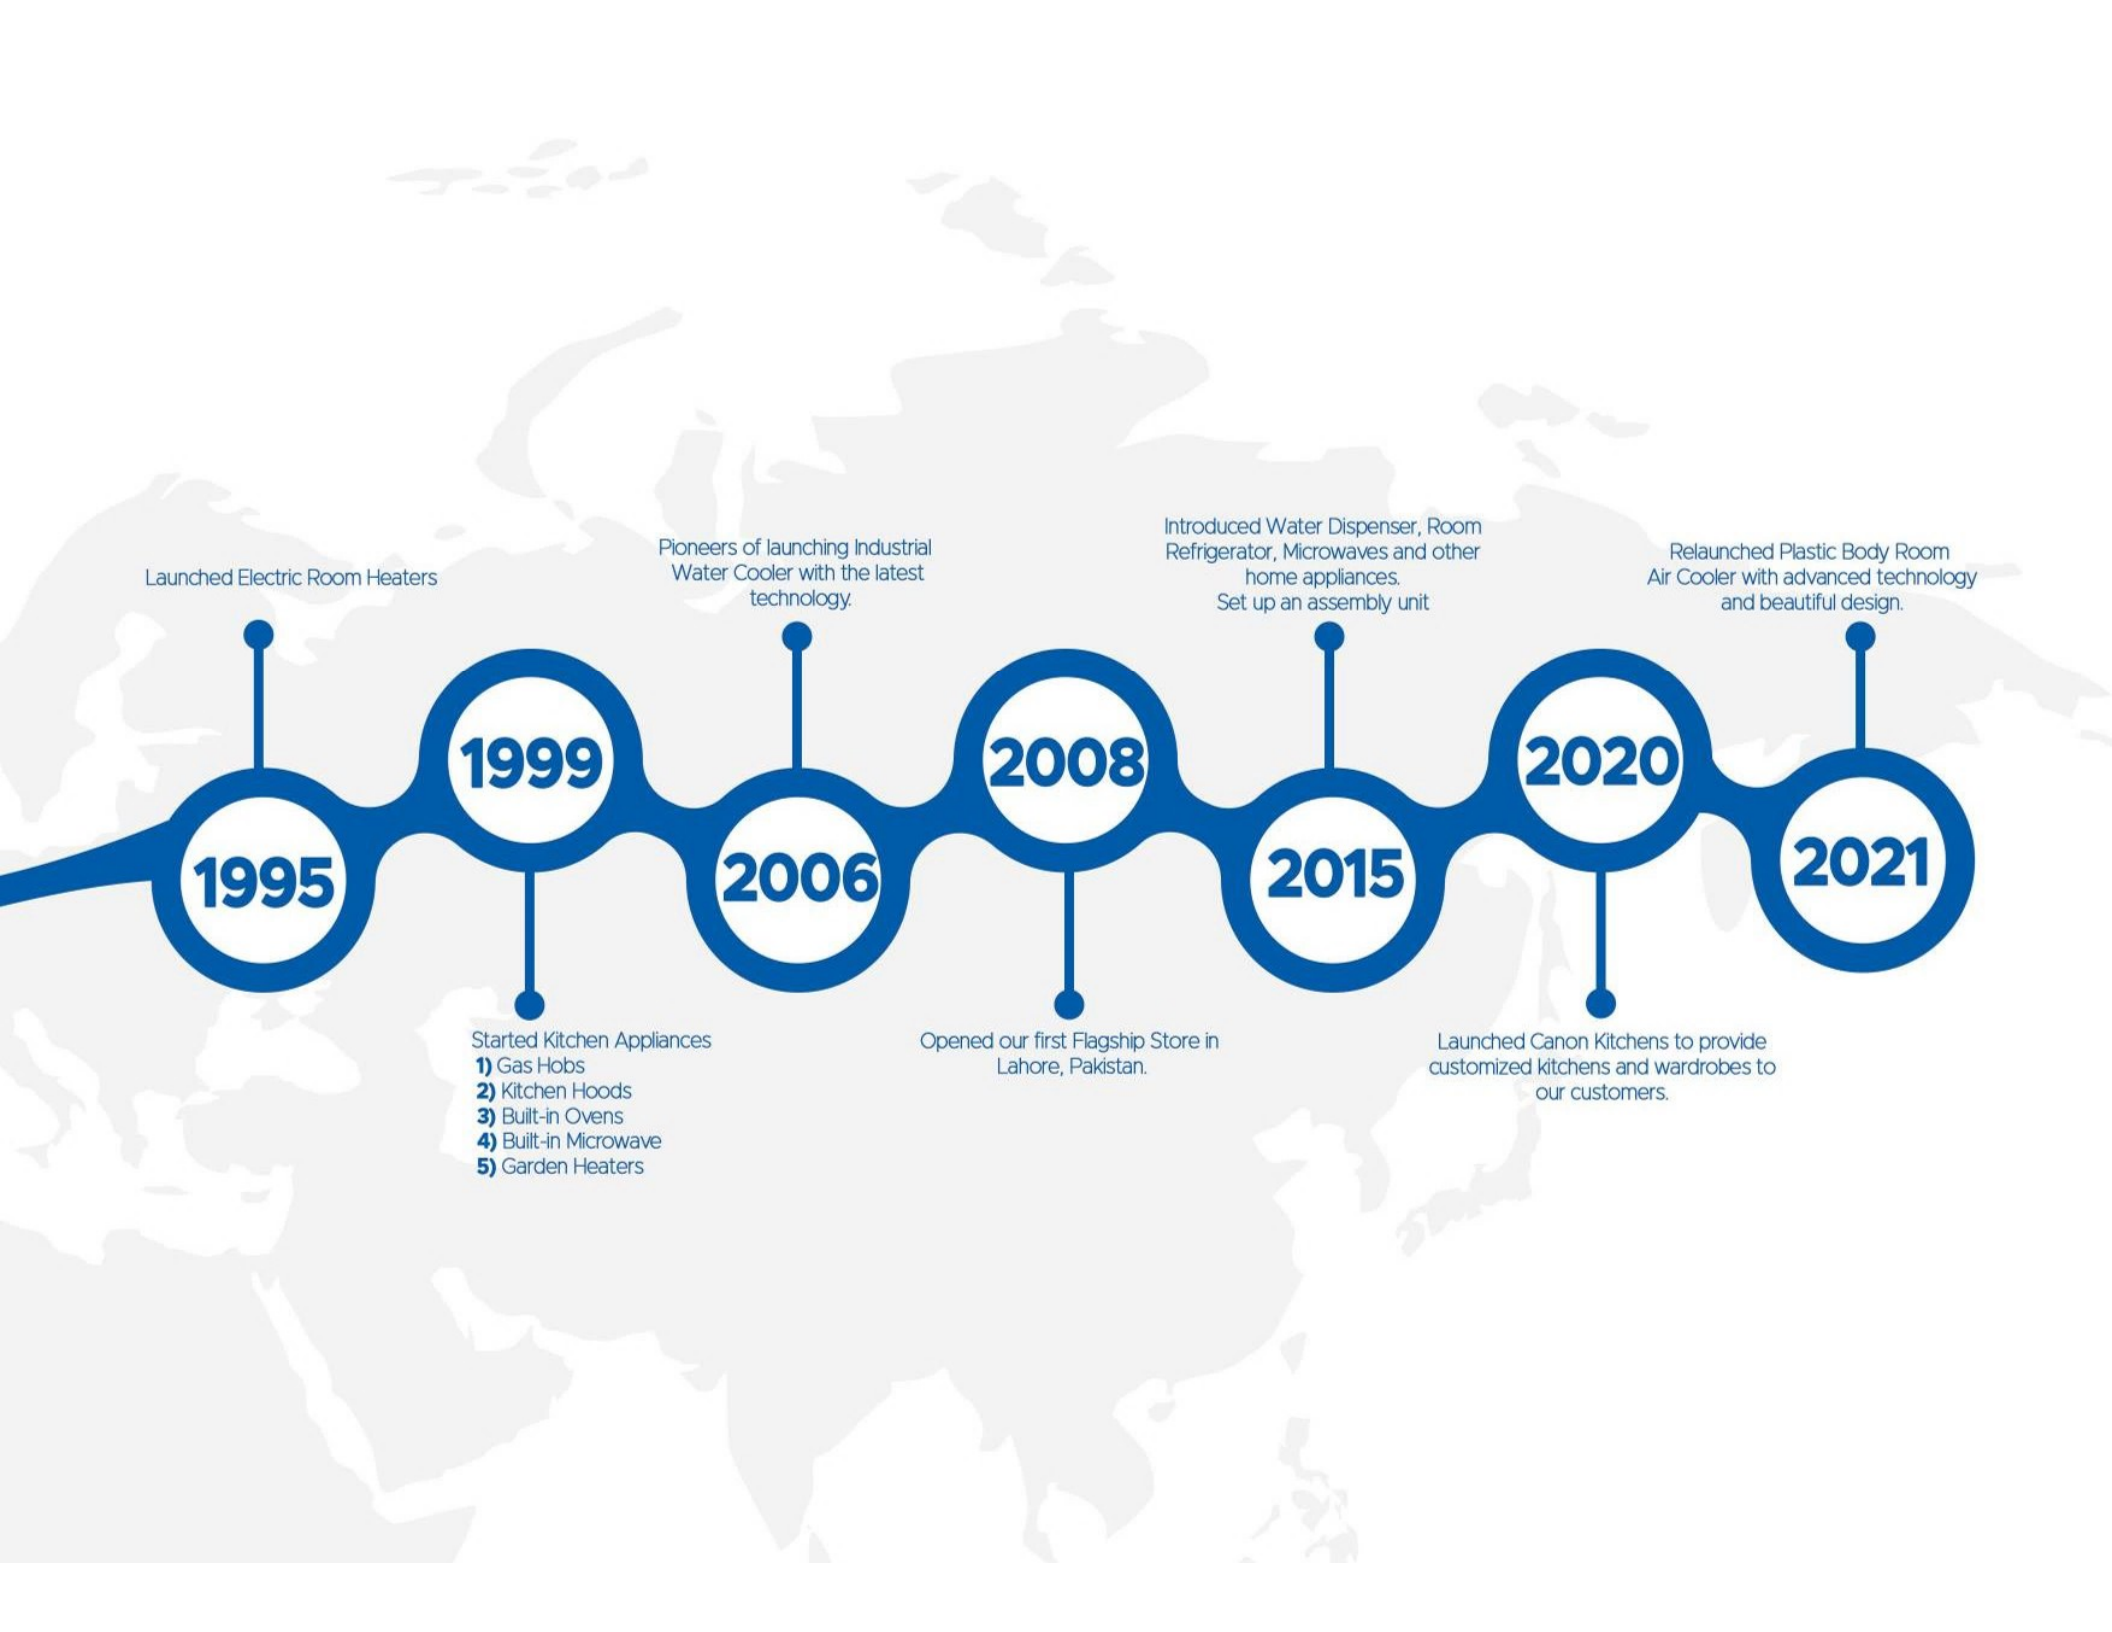 Launched Electric Room Heaters
1995
1999
Started Kitchen Appliances
1) Gas Hobs
2) Kitchen Hoods
3) Built-in Ovens
4) Built-in Microwave
5) Garden Heaters
Pioneers of launching Industrial
Water Cooler with the latest
technology.
2006
2008
Opened our first Flagship Store in
Lahore, Pakistan.
Introduced Water Dispenser, Room
Refrigerator, Microwaves and other
home appliances.
Set up an assembly unit
2015
2020
Launched Canon Kitchens to provide
customized kitchens and wardrobes to
our customers.
Relaunched Plastic Body Room
Air Cooler with advanced technology
and beautiful design.
2021